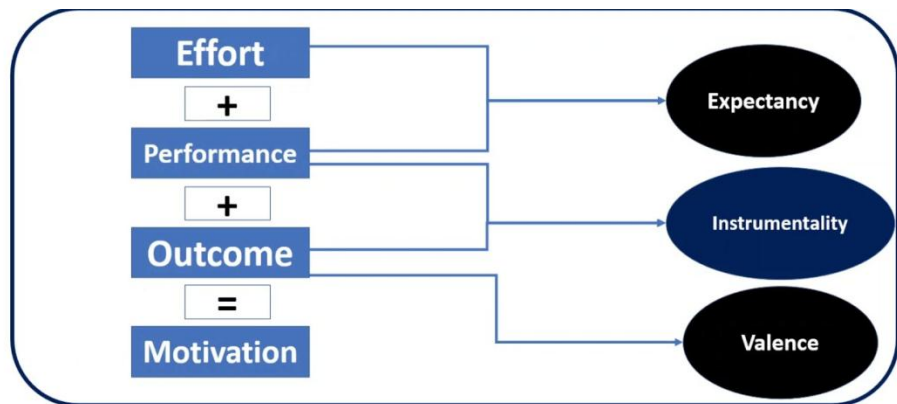 Effort
+
Performance
+
Outcome
=
Motivation
Expectancy
Instrumentality
Valence